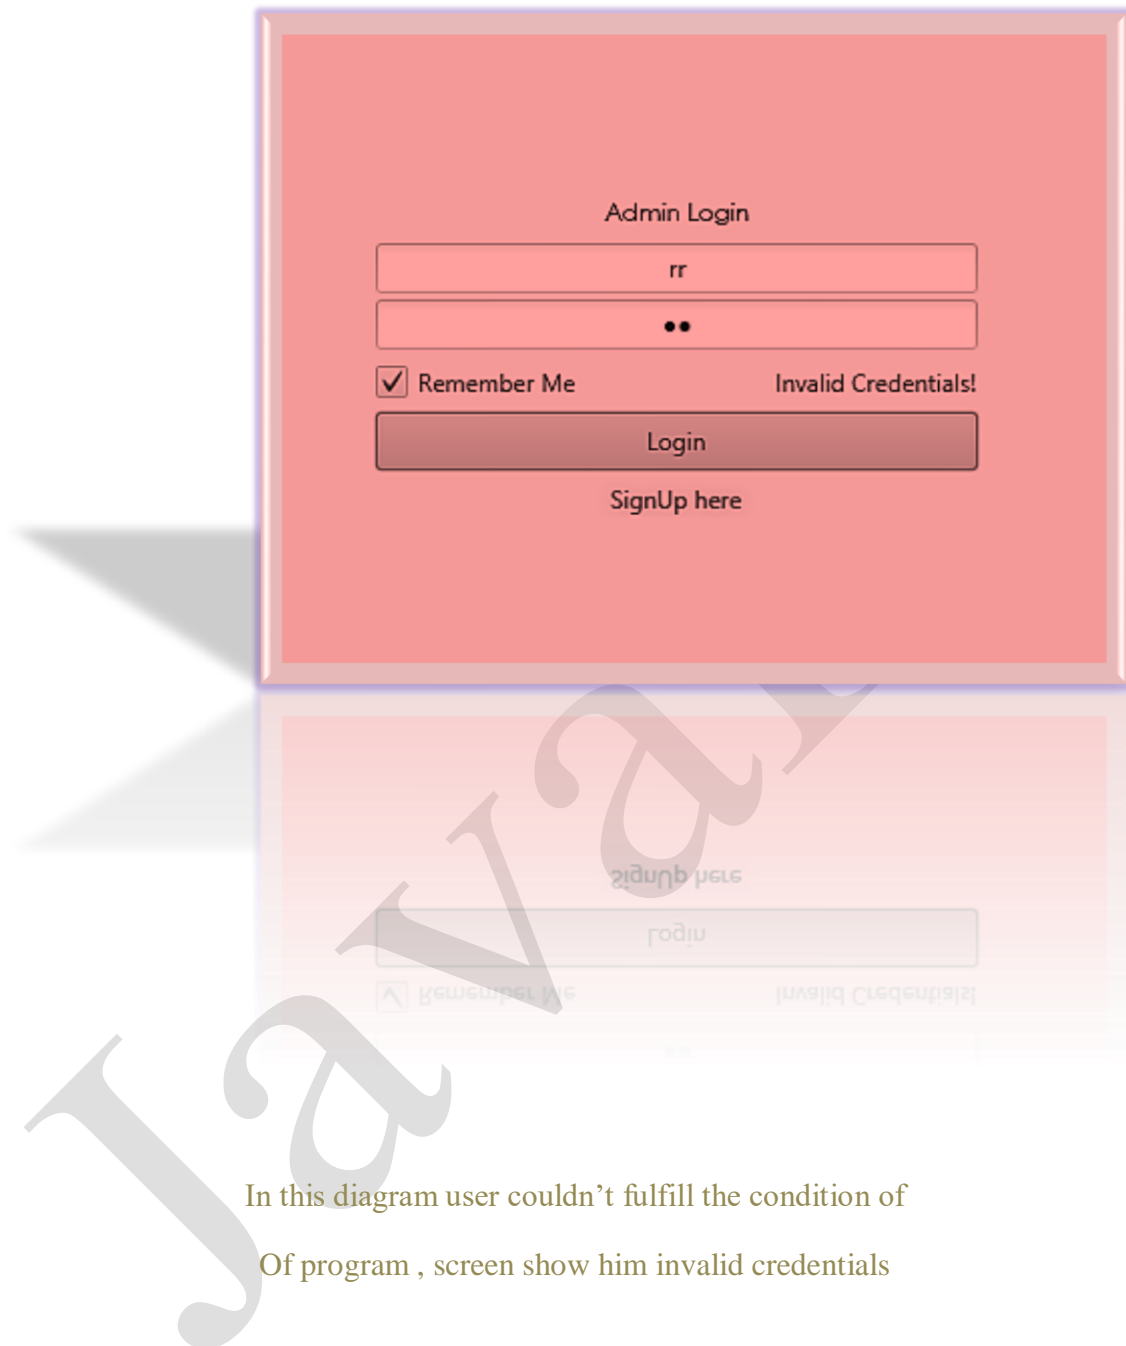 Admin Login
rr
••
Remember Me
Invalid Credentials!
Login
SignUp here
SignUp here
Login
Remember Me
Invalid Credentials!
••
In this diagram user couldn’t fulfill the condition of
Of program , screen show him invalid credentials